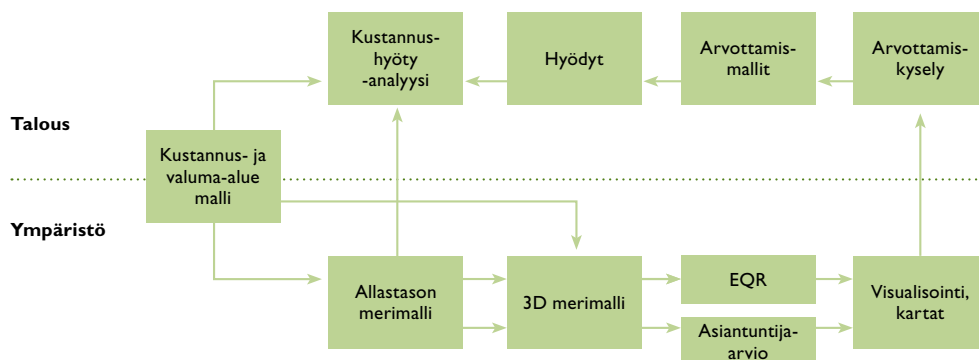 Kustannus-
hyöty
-analyysi
Hyödyt
Arvottamis-
mallit
Arvottamis-
kysely
Talous
Kustannus- ja
valuma-alue
malli
Ympäristö
Allastason
merimalli
3D merimalli
EQR
Asiantuntija-
arvio
Visualisointi,
kartat